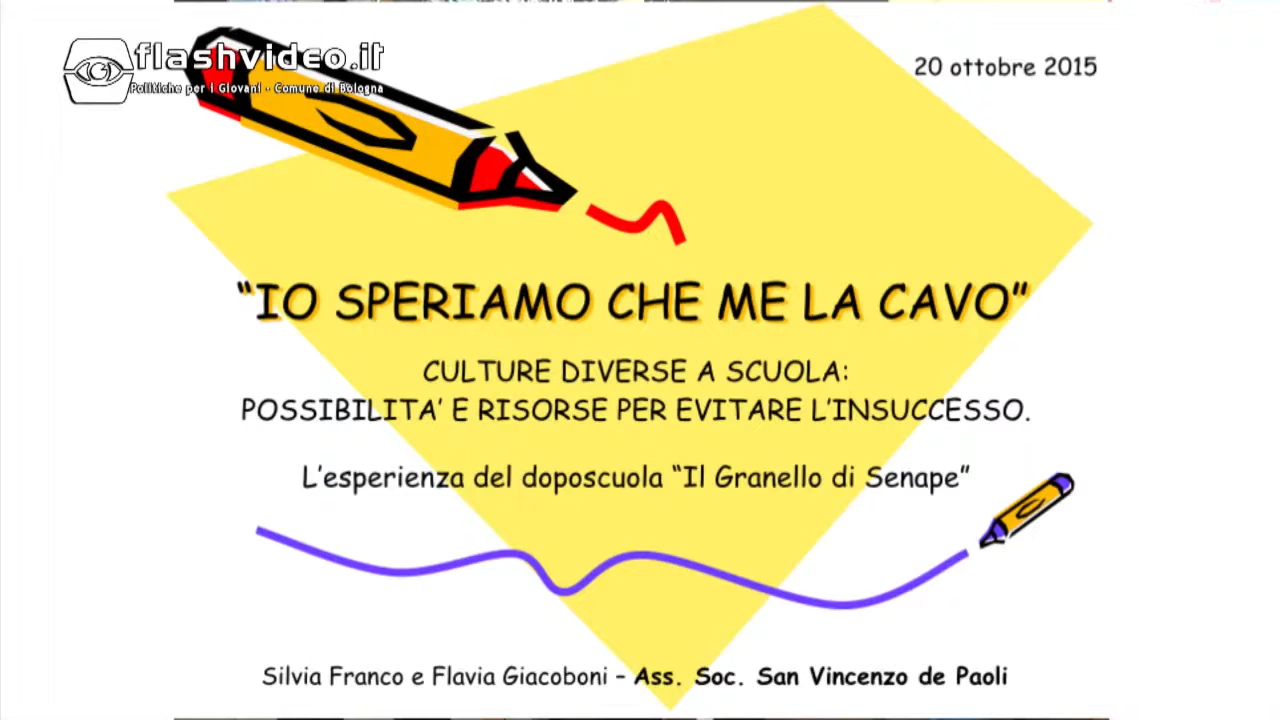 flashvideo.it
Politiche per i Giovani - Comune di Bologna
20 ottobre 2015
“IO SPERIAMO CHE ME LA CAVO”
CULTURE DIVERSE A SCUOLA:
POSSIBILITA’ E RISORSE PER EVITARE L’INSUCCESSO.
L’esperienza del doposcuola “Il Granello di Senape”
Silvia Franco e Flavia Giacoboni – Ass. Soc. San Vincenzo de Paoli